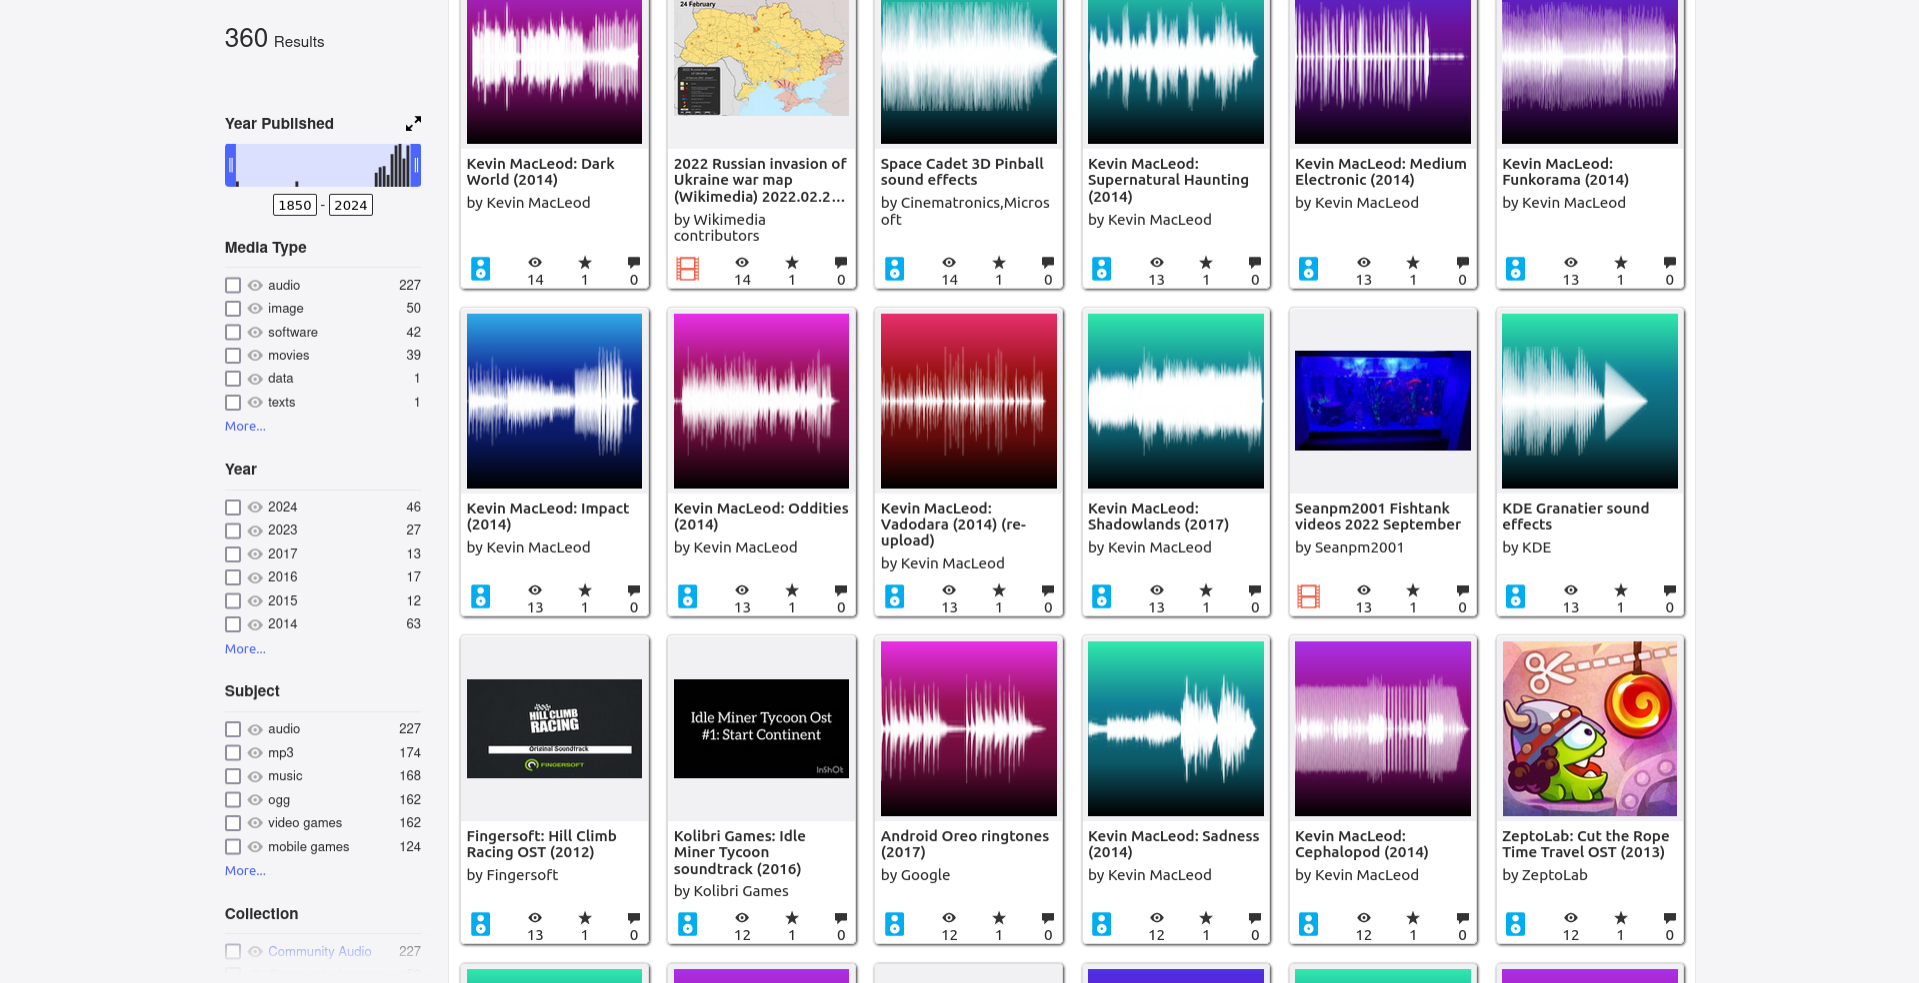 360 Results
Year Published
1850 - 2024
Media Type
audio 227
image 50
software 42
movies 39
data 1
texts 1
More...
Year
2024 46
2023 27
2017 13
2016 17
2015 12
2014 63
More...
Subject
audio 227
mp3 174
music 168
ogg 162
video games 162
mobile games 124
More...
Collection
Community Audio 227
Kevin MacLeod: Dark
World (2014)
by Kevin MacLeod
14 1 0
24 February
2022 Russian invasion of
Ukraine war map
(Wikimedia) 2022.02.2...
by Wikimedia
contributors
14 1 0
Space Cadet 3D Pinball
sound effects
by Cinematronics,Micros
oft
14 1 0
Kevin MacLeod:
Supernatural Haunting
(2014)
by Kevin MacLeod
13 1 0
Kevin MacLeod: Medium
Electronic (2014)
by Kevin MacLeod
13 1 0
Kevin MacLeod:
Funkorama (2014)
by Kevin MacLeod
13 1 0
Kevin MacLeod: Impact
(2014)
by Kevin MacLeod
13 1 0
Kevin MacLeod: Oddities
(2014)
by Kevin MacLeod
13 1 0
Kevin MacLeod:
Vadodara (2014) (re-
upload)
by Kevin MacLeod
13 1 0
Kevin MacLeod:
Shadowlands (2017)
by Kevin MacLeod
13 1 0
Seanpm2001 Fishtank
videos 2022 September
by Seanpm2001
13 1 0
KDE Granatier sound
effects
by KDE
13 1 0
HILL CLIMB
RACING
Original Soundtrack
FINGERSOFT
Fingersoft: Hill Climb
Racing OST (2012)
by Fingersoft
13 1 0
Idle Miner Tycoon Ost
#1: Start Continent
InShOt
Kolibri Games: Idle
Miner Tycoon
soundtrack (2016)
by Kolibri Games
12 1 0
Android Oreo ringtones
(2017)
by Google
12 1 0
Kevin MacLeod: Sadness
(2014)
by Kevin MacLeod
12 1 0
Kevin MacLeod:
Cephalopod (2014)
by Kevin MacLeod
12 1 0
ZeptoLab: Cut the Rope
Time Travel OST (2013)
by ZeptoLab
12 1 0